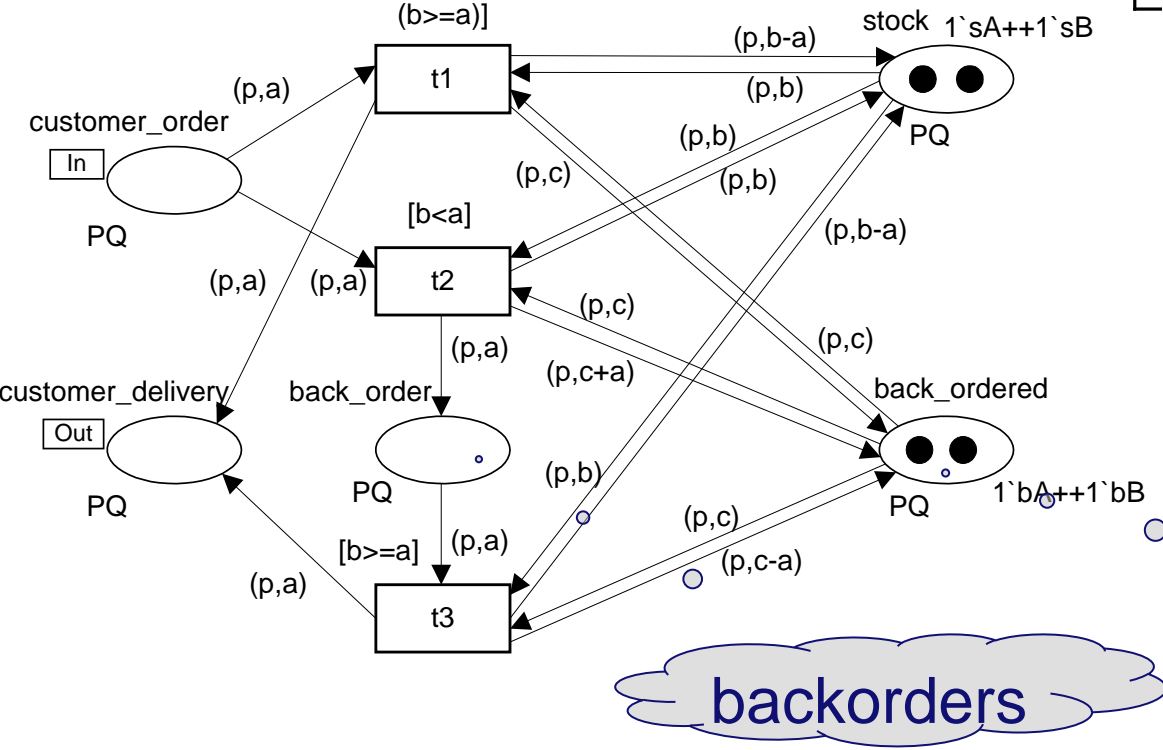 (b>=a)]
stock 1`sA++1`sB
(p,b-a)
t1
(p,a)
(p,b)
customer_order
In
(p,b)
PQ
(p,c)
(p,b)
[b<a]
PQ
(p,b-a)
(p,a)
(p,a)
t2
(p,c)
(p,c)
(p,a)
(p,c+a)
customer_delivery
back_order
back_ordered
Out
(p,b)
PQ
PQ
PQ
1`bA++1`bB
(p,c)
[b>=a]
(p,a)
(p,c-a)
(p,a)
t3
backorders